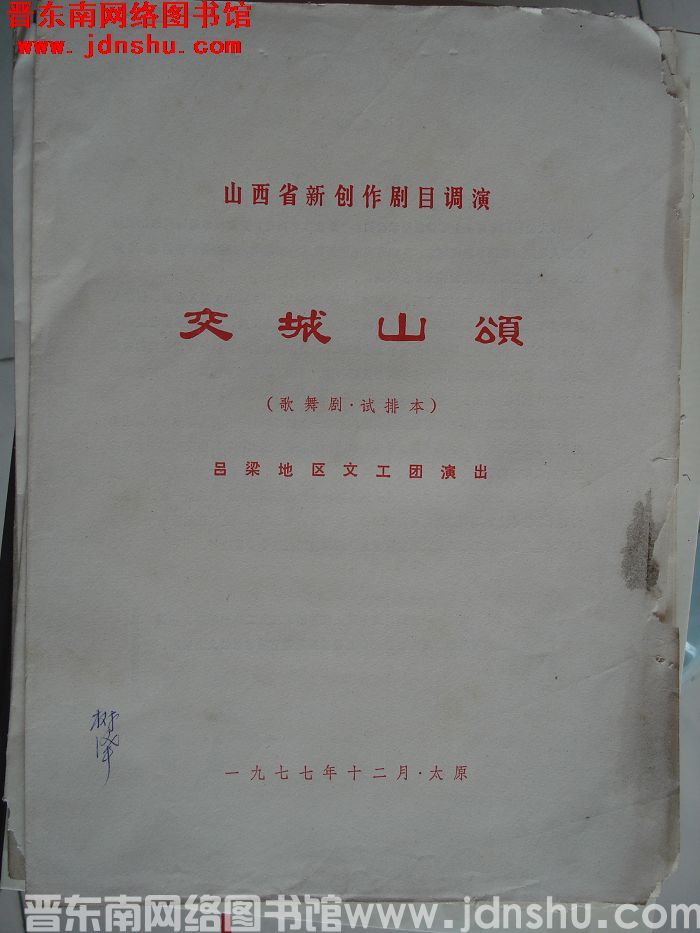 晋东南网络图书馆
www.jdnshu.com
山西省新创作剧目调演
交城山頌
（歌舞剧·试排本）
吕梁地区文工团演出
一九七七年十二月·太原
晋东南网络图书馆www.jdnshu.com